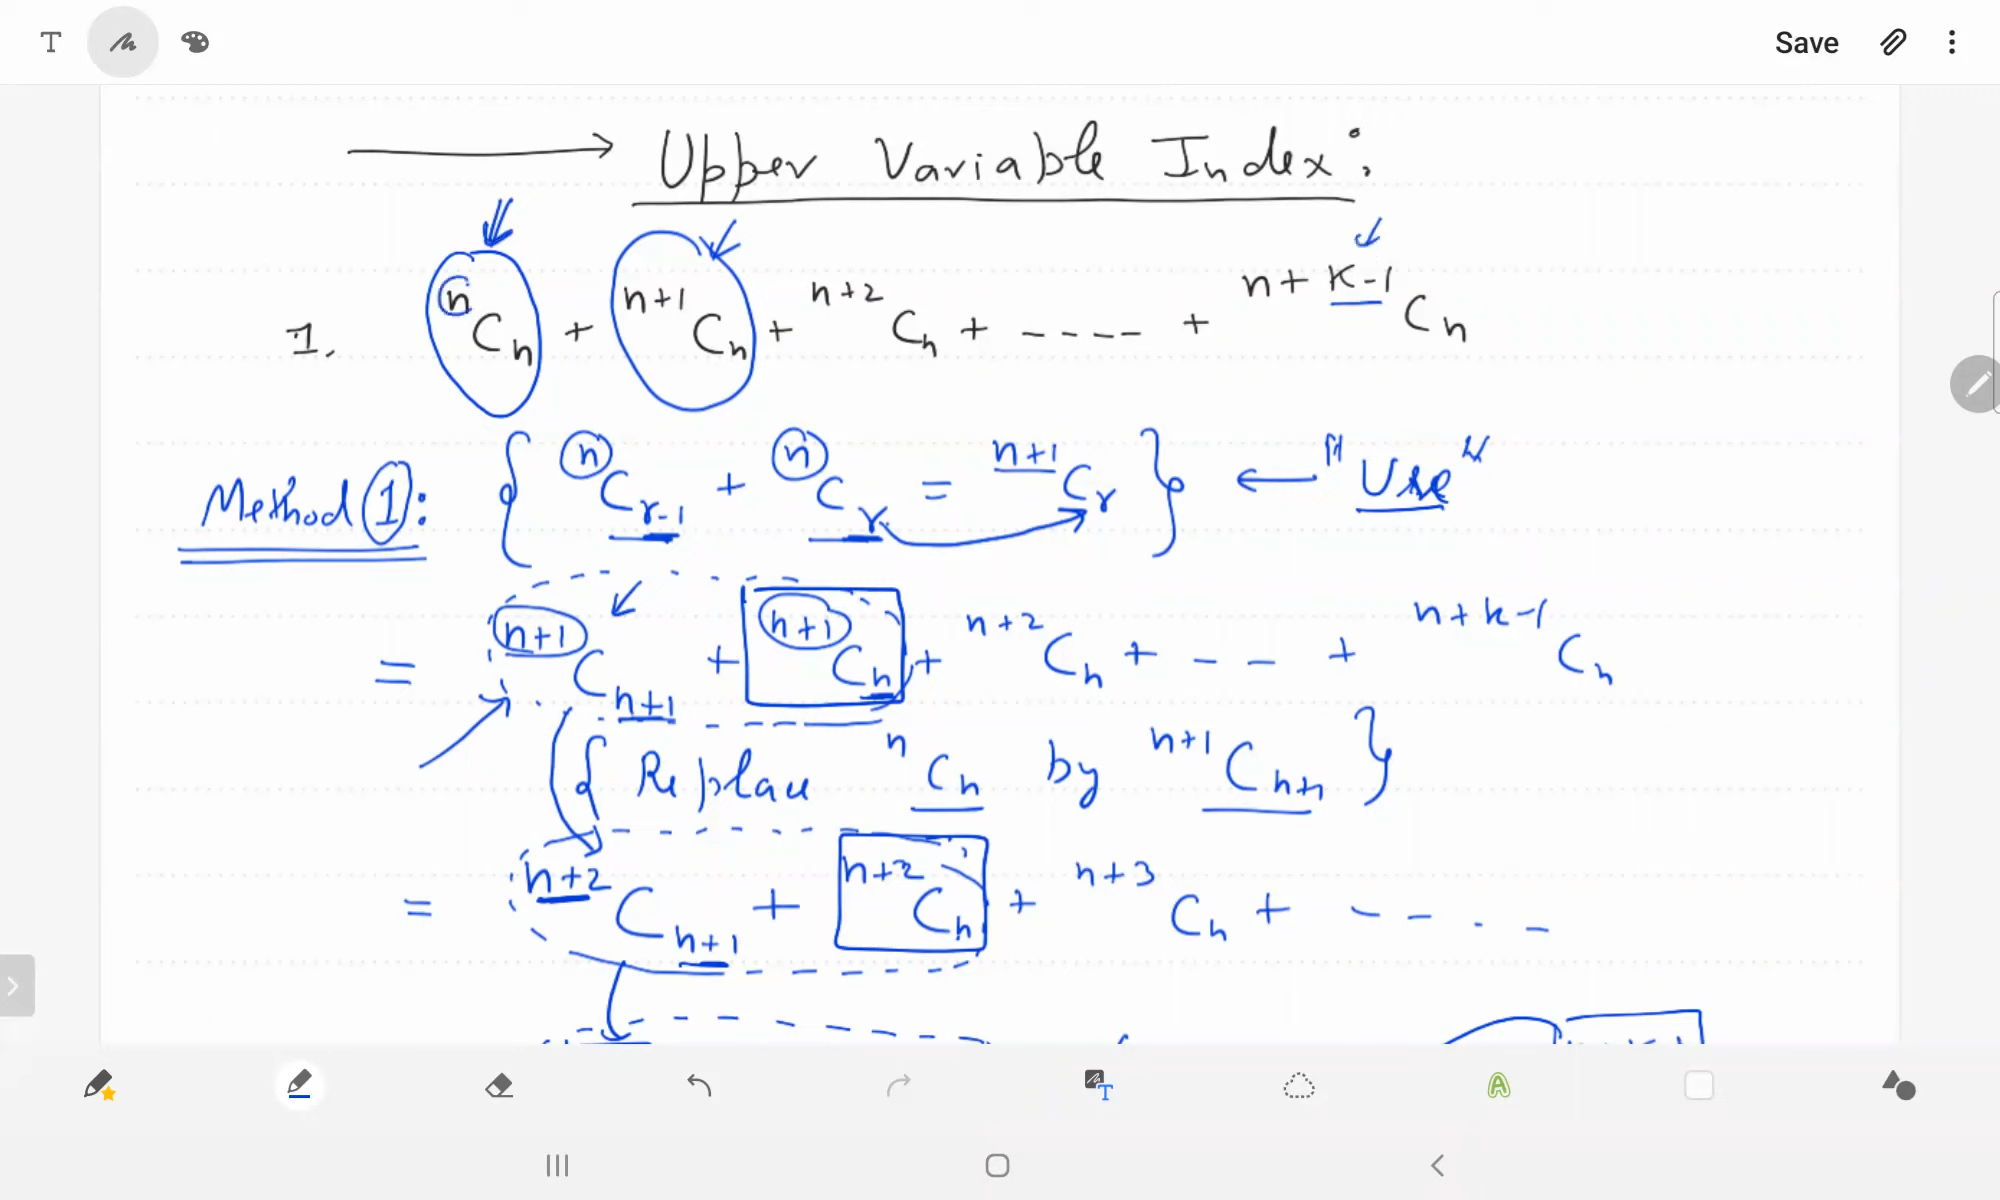 T Save
Upper Variable Index:
1. ⁿCₙ + ⁿ⁺¹Cₙ + ⁿ⁺²Cₙ + ---- + ⁿ⁺ᵏ⁻¹Cₙ
Method 1: { ⁿCᵣ₋₁ + ⁿCᵣ = ⁿ⁺¹Cᵣ } ← "Use"
= ⁿ⁺¹Cₙ₊₁ + ⁿ⁺¹Cₙ + ⁿ⁺²Cₙ + --- + ⁿ⁺ᵏ⁻¹Cₙ
{ Replace ⁿCₙ by ⁿ⁺¹Cₙ₊₁ }
= ⁿ⁺²Cₙ₊₁ + ⁿ⁺²Cₙ + ⁿ⁺³Cₙ + ----